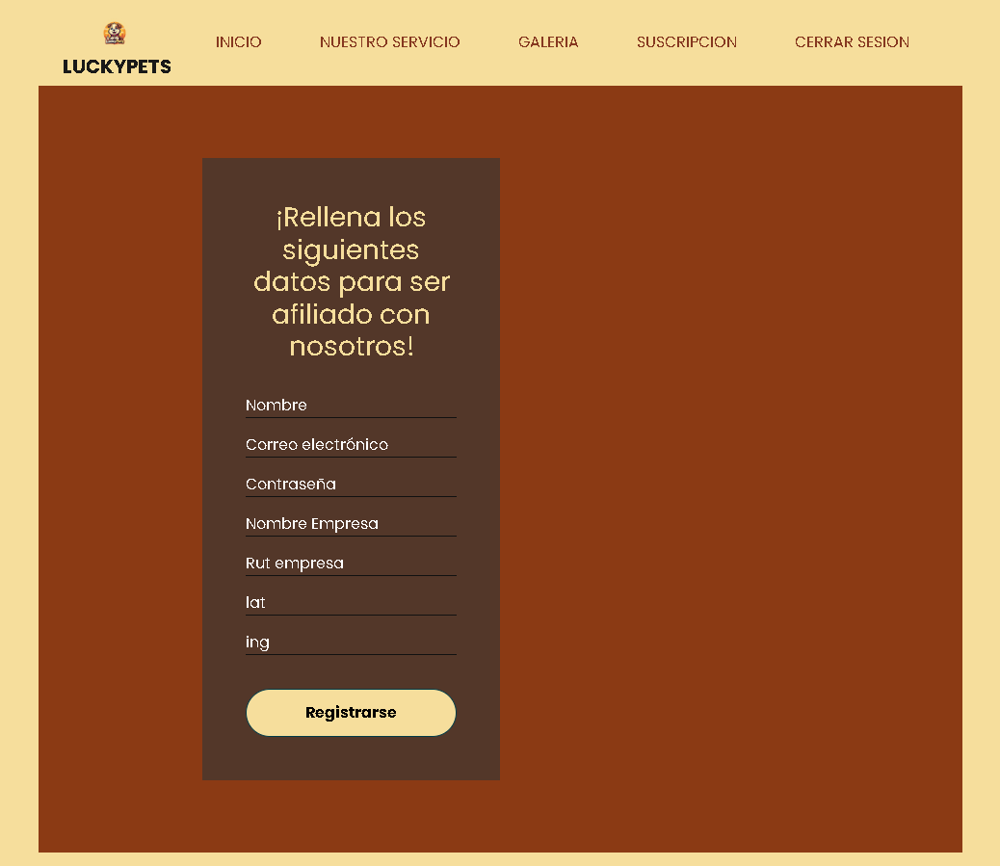 INICIO
NUESTRO SERVICIO
GALERIA
SUSCRIPCION
CERRAR SESION
LUCKYPETS
¡Rellena los
siguientes
datos para ser
afiliado con
nosotros!
Nombre
Correo electrónico
Contraseña
Nombre Empresa
Rut empresa
lat
ing
Registrarse